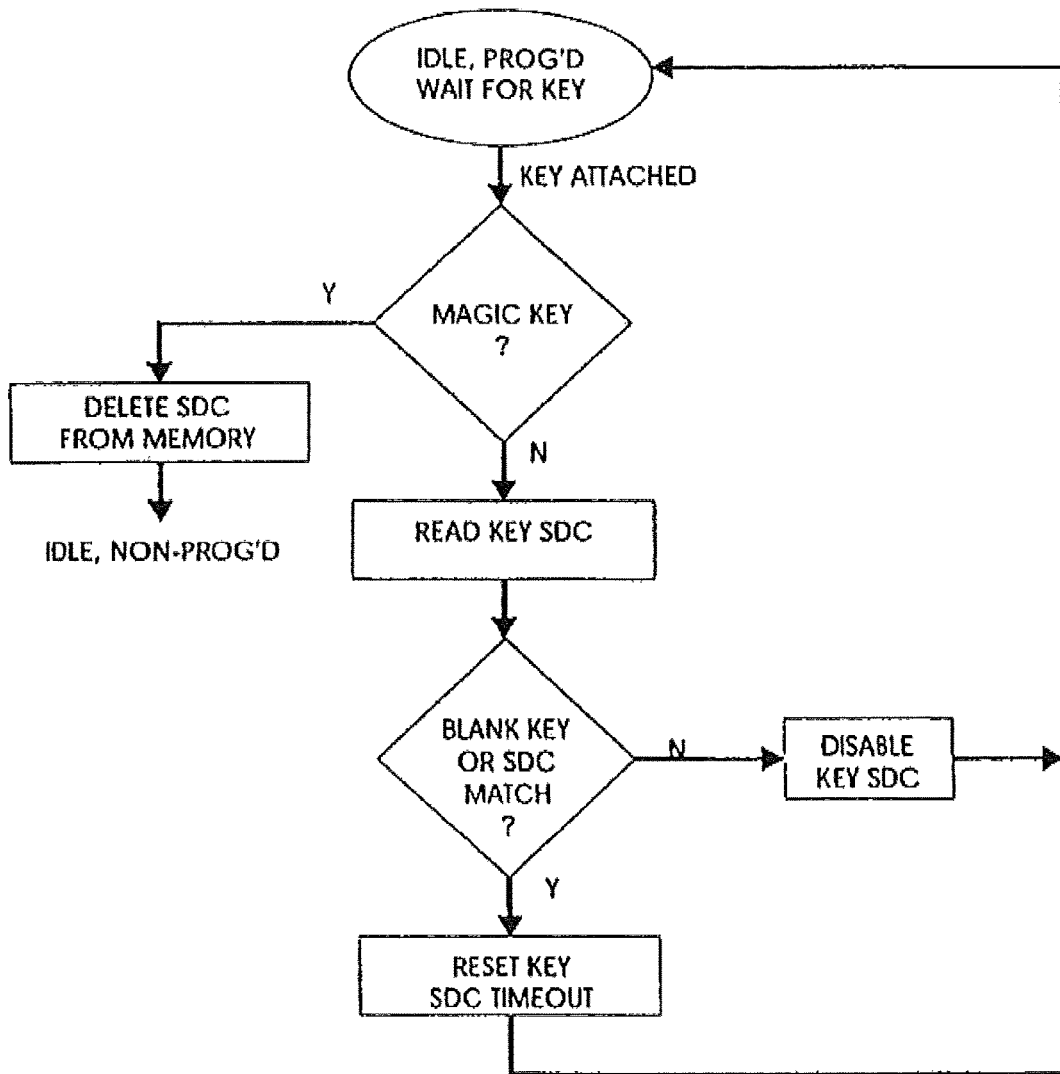 IDLE, PROG'D
WAIT FOR KEY
KEY ATTACHED
Y
MAGIC KEY
?
DELETE SDC
FROM MEMORY
N
IDLE, NON-PROG'D
READ KEY SDC
BLANK KEY
OR SDC
MATCH
?
N
DISABLE
KEY SDC
Y
RESET KEY
SDC TIMEOUT